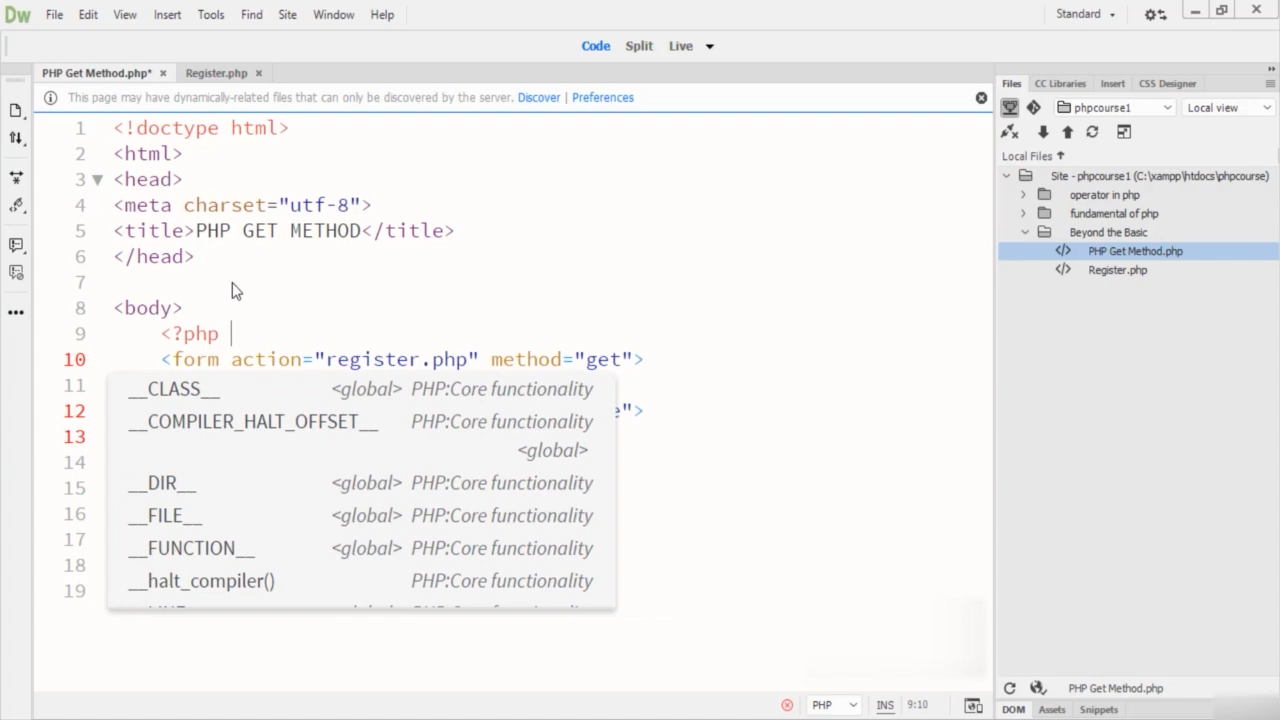 Dw File Edit View Insert Tools Find Site Window Help Standard
Code Split Live
PHP Get Method.php* × Register.php ×
This page may have dynamically-related files that can only be discovered by the server. Discover | Preferences
1 <!doctype html>
2 <html>
3 <head>
4 <meta charset="utf-8">
5 <title>PHP GET METHOD</title>
6 </head>
7
8 <body>
9 <?php
10 <form action="register.php" method="get">
11
12 ">
13
14
15
16
17
18
19
__CLASS__ <global> PHP:Core functionality
__COMPILER_HALT_OFFSET__ PHP:Core functionality
<global>
__DIR__ <global> PHP:Core functionality
__FILE__ <global> PHP:Core functionality
__FUNCTION__ <global> PHP:Core functionality
__halt_compiler() PHP:Core functionality
PHP INS 9:10
Files CC Libraries Insert CSS Designer
phpcourse1 Local view
Local Files
Site - phpcourse1 (C:\xampp\htdocs\phpcourse)
operator in php
fundamental of php
Beyond the Basic
PHP Get Method.php
Register.php
PHP Get Method.php
DOM Assets Snippets